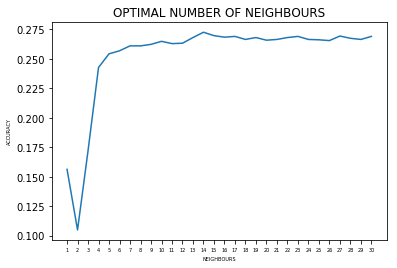 OPTIMAL NUMBER OF NEIGHBOURS
0.275
0.250
0.225
0.200
0.175
0.150
0.125
0.100
ACCURACY
1 2 3 4 5 6 7 8 9 10 11 12 13 14 15 16 17 18 19 20 21 22 23 24 25 26 27 28 29 30
NEIGHBOURS